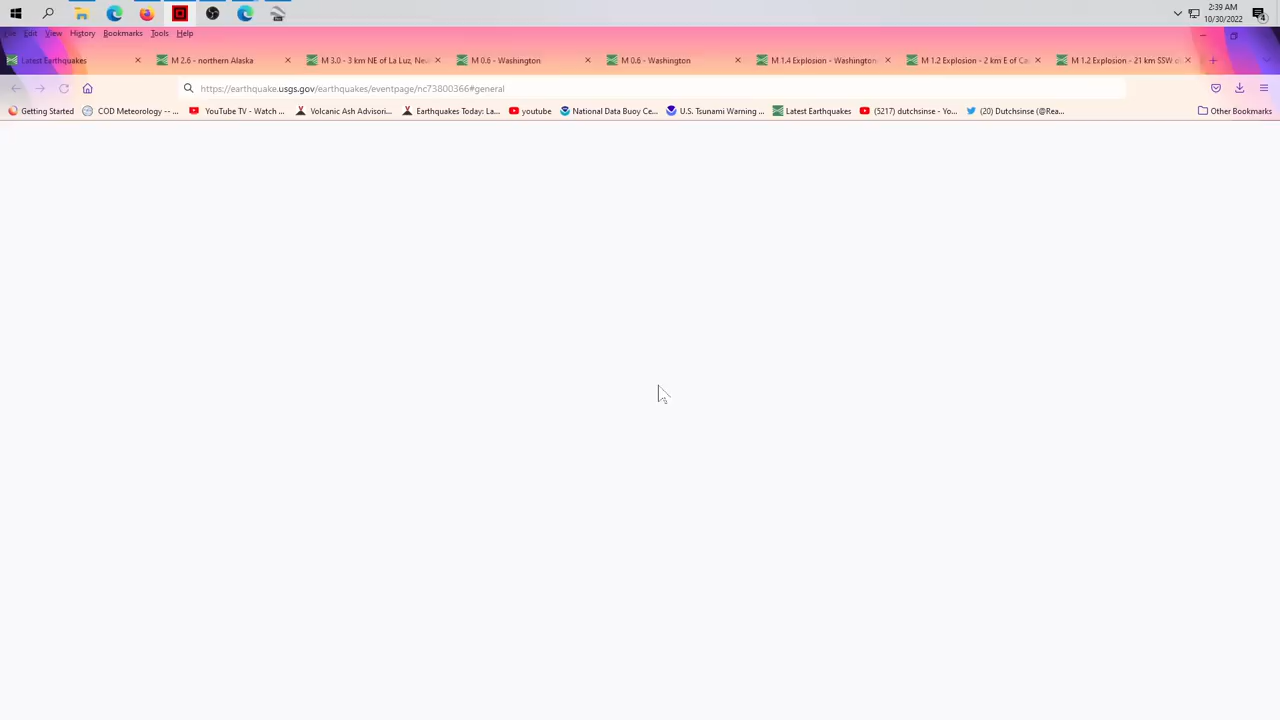 2:39 AM
10/30/2022
4
File Edit View History Bookmarks Tools Help
Latest Earthquakes
M 2.6 - northern Alaska
M 3.0 - 3 km NE of La Luz, Nev
M 0.6 - Washington
M 0.6 - Washington
M 1.4 Explosion - Washington
M 1.2 Explosion - 2 km E of Ca
M 1.2 Explosion - 21 km SSW o
https://earthquake.usgs.gov/earthquakes/eventpage/nc73800366#general
Getting Started
COD Meteorology -- ...
YouTube TV - Watch ...
Volcanic Ash Advisori...
Earthquakes Today: La...
youtube
National Data Buoy Ce...
U.S. Tsunami Warning ...
Latest Earthquakes
(5217) dutchsinse - Yo...
(20) Dutchsinse (@Rea...
Other Bookmarks